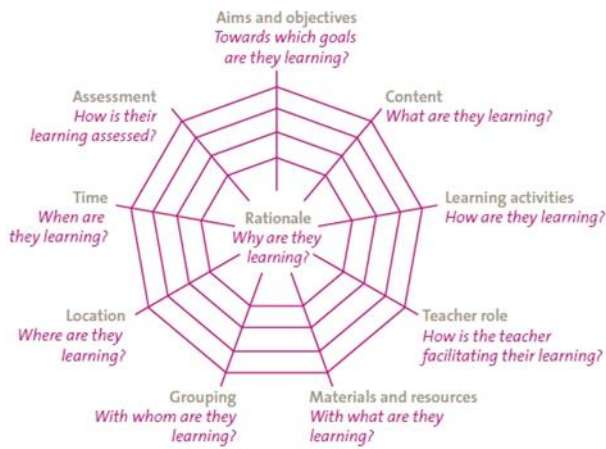 Aims and objectives
Towards which goals
are they learning?
Assessment
How is their
learning assessed?
Content
What are they learning?
Time
When are
they learning?
Rationale
Why are they
learning?
Learning activities
How are they learning?
Location
Where are they
learning?
Teacher role
How is the teacher
facilitating their learning?
Grouping
With whom are they
learning?
Materials and resources
With what are they
learning?